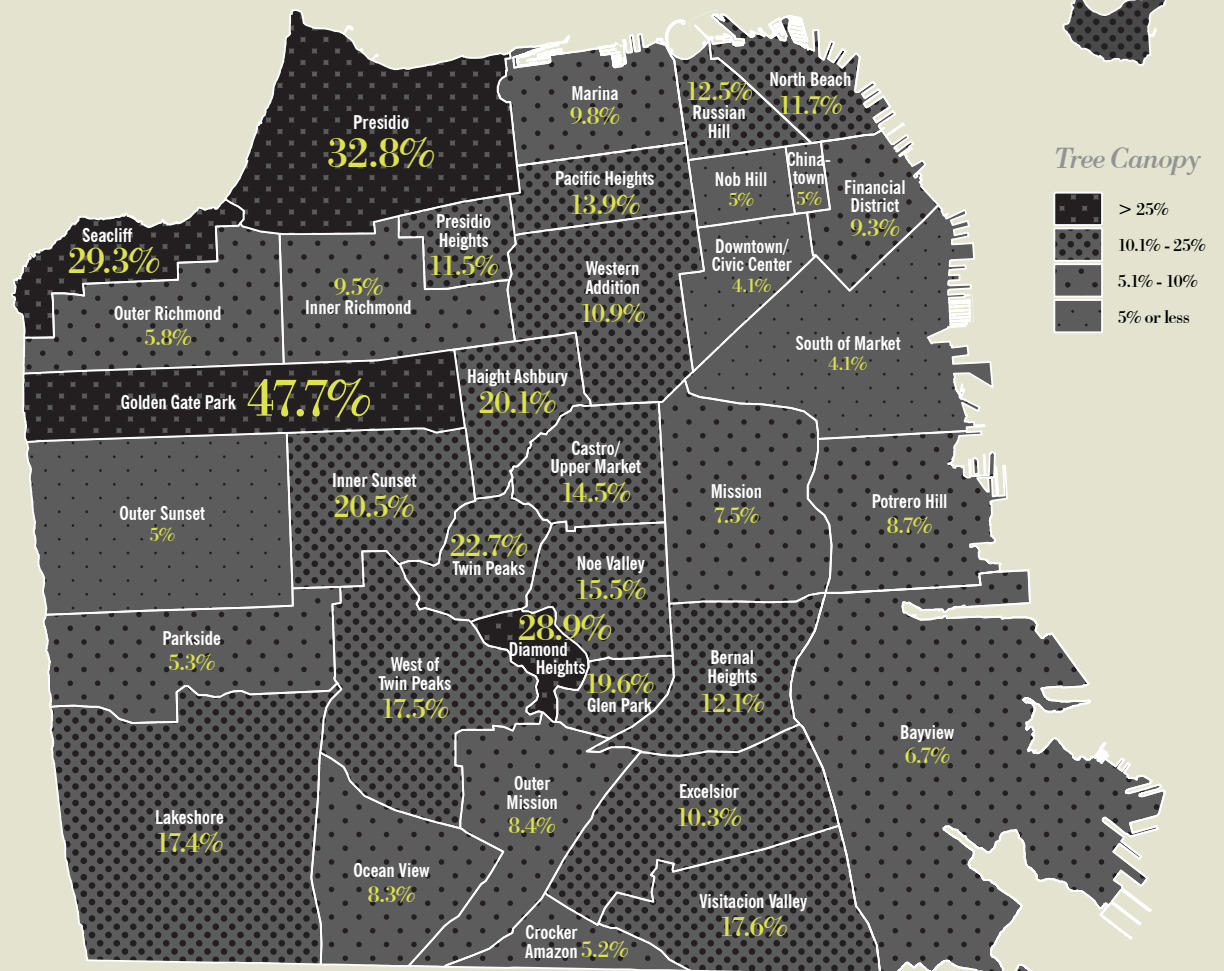 Marina
9.8%
12.5%
Russian
Hill
North Beach
11.7%
Presidio
32.8%
Tree Canopy
> 25%
10.1% - 25%
5.1% - 10%
5% or less
Pacific Heights
13.9%
Nob Hill
5%
China-
town
5%
Financial
District
9.3%
Seacliff
29.3%
Presidio
Heights
11.5%
Downtown/
Civic Center
4.1%
Western
Addition
10.9%
9.5%
Inner Richmond
Outer Richmond
5.8%
South of Market
4.1%
Golden Gate Park 47.7%
Haight Ashbury
20.1%
Castro/
Upper Market
14.5%
Inner Sunset
20.5%
Mission
7.5%
Potrero Hill
8.7%
Outer Sunset
5%
22.7%
Twin Peaks
Noe Valley
15.5%
28.9%
Diamond
Heights
Parkside
5.3%
West of
Twin Peaks
17.5%
19.6%
Glen Park
Bernal
Heights
12.1%
Bayview
6.7%
Outer
Mission
8.4%
Excelsior
10.3%
Lakeshore
17.4%
Ocean View
8.3%
Visitacion Valley
17.6%
Crocker
Amazon 5.2%